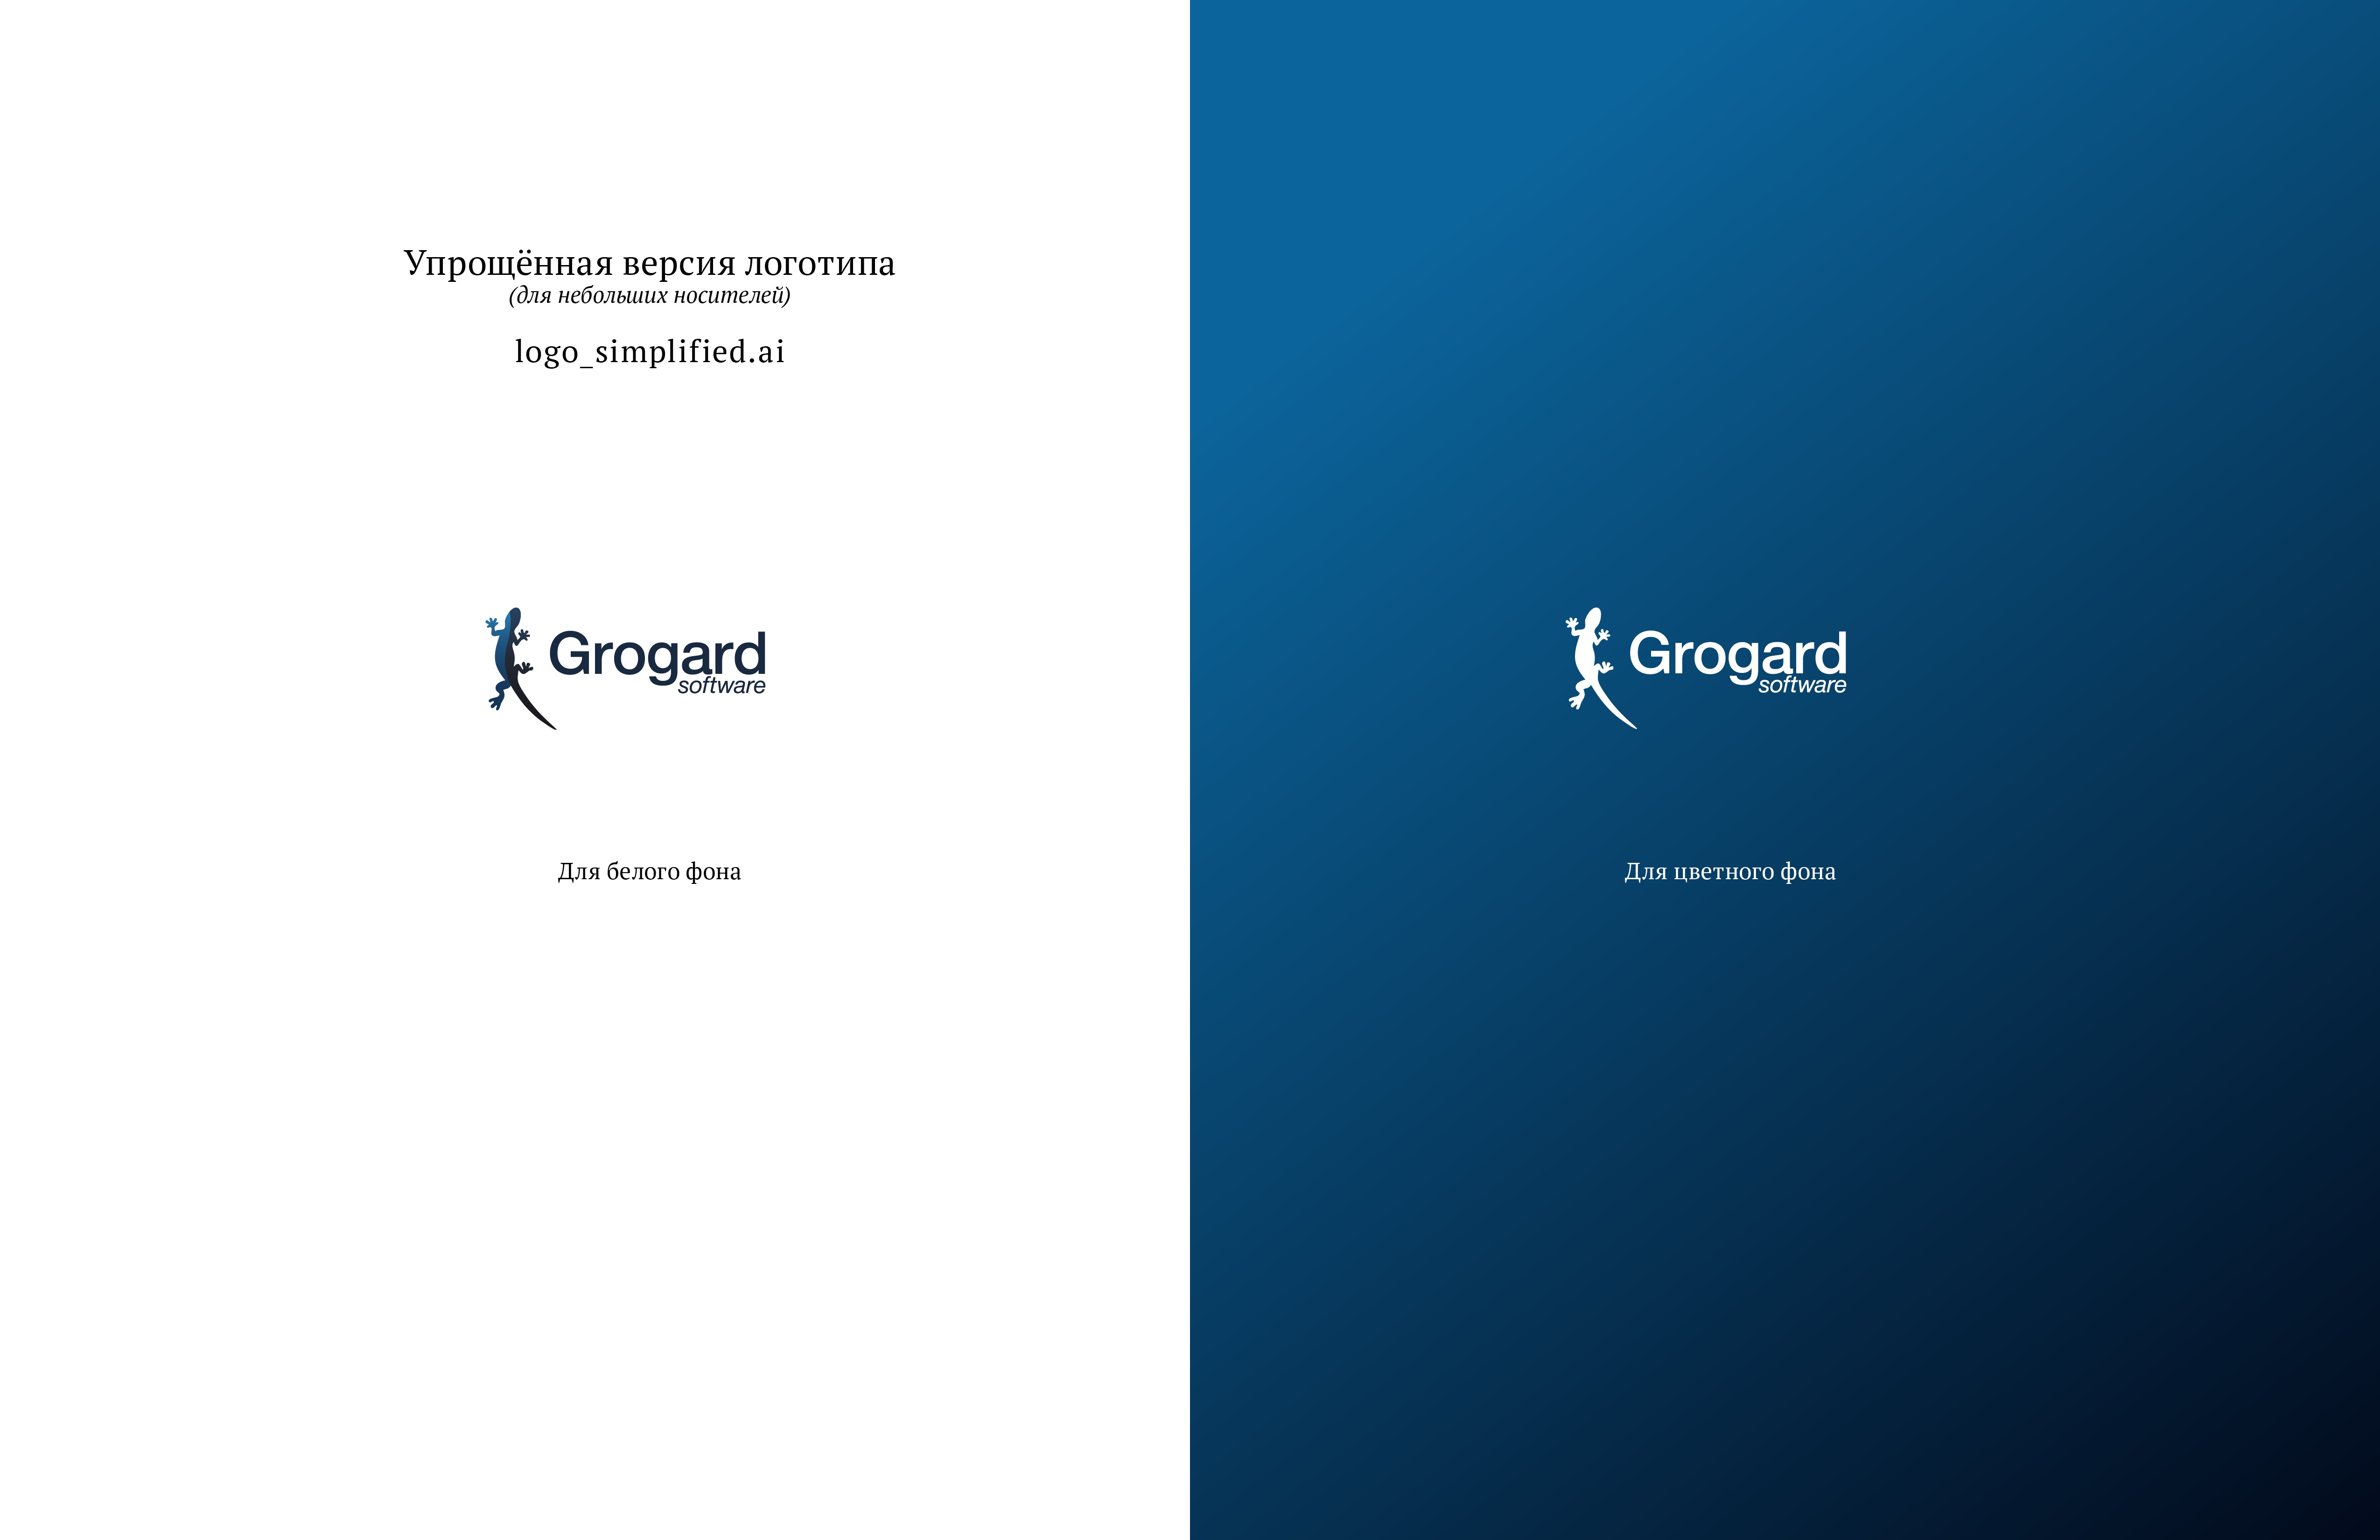 Упрощённая версия логотипа
(для небольших носителей)
logo_simplified.ai
Grogard
software
Для белого фона
Grogard
software
Для цветного фона